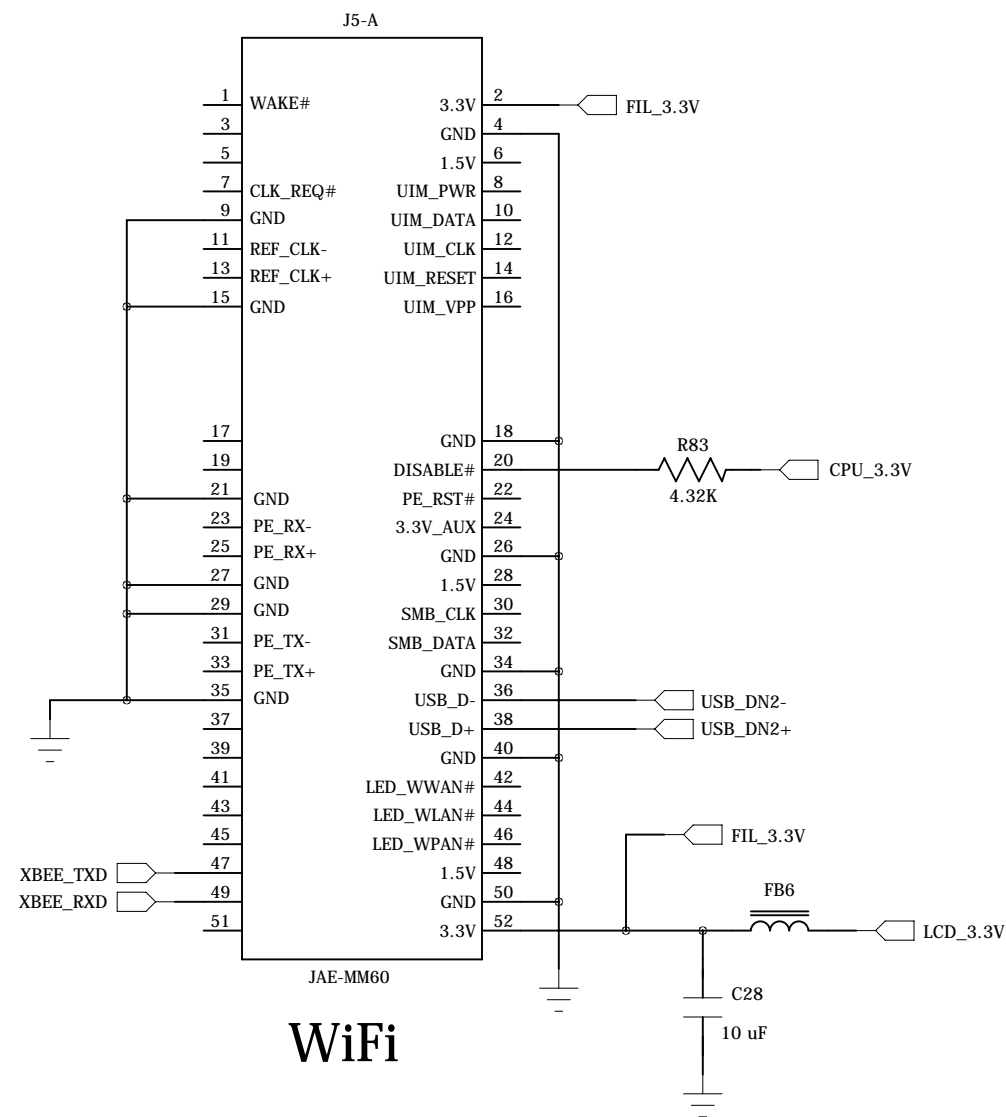 J5-A
1 WAKE# 3.3V 2 FIL_3.3V
3 GND 4
5 1.5V 6
7 CLK_REQ# UIM_PWR 8
9 GND UIM_DATA 10
11 REF_CLK- UIM_CLK 12
13 REF_CLK+ UIM_RESET 14
15 GND UIM_VPP 16
17 GND 18
R83
19 DISABLE# 20 CPU_3.3V
4.32K
21 GND PE_RST# 22
23 PE_RX- 3.3V_AUX 24
25 PE_RX+ GND 26
27 GND 1.5V 28
29 GND SMB_CLK 30
31 PE_TX- SMB_DATA 32
33 PE_TX+ GND 34
35 GND USB_D- 36 USB_DN2-
37 USB_D+ 38 USB_DN2+
39 GND 40
41 LED_WWAN# 42
43 LED_WLAN# 44
45 LED_WPAN# 46
FIL_3.3V
XBEE_TXD 47 1.5V 48
XBEE_RXD 49 GND 50
FB6
51 3.3V 52 LCD_3.3V
JAE-MM60
C28
10 uF
WiFi